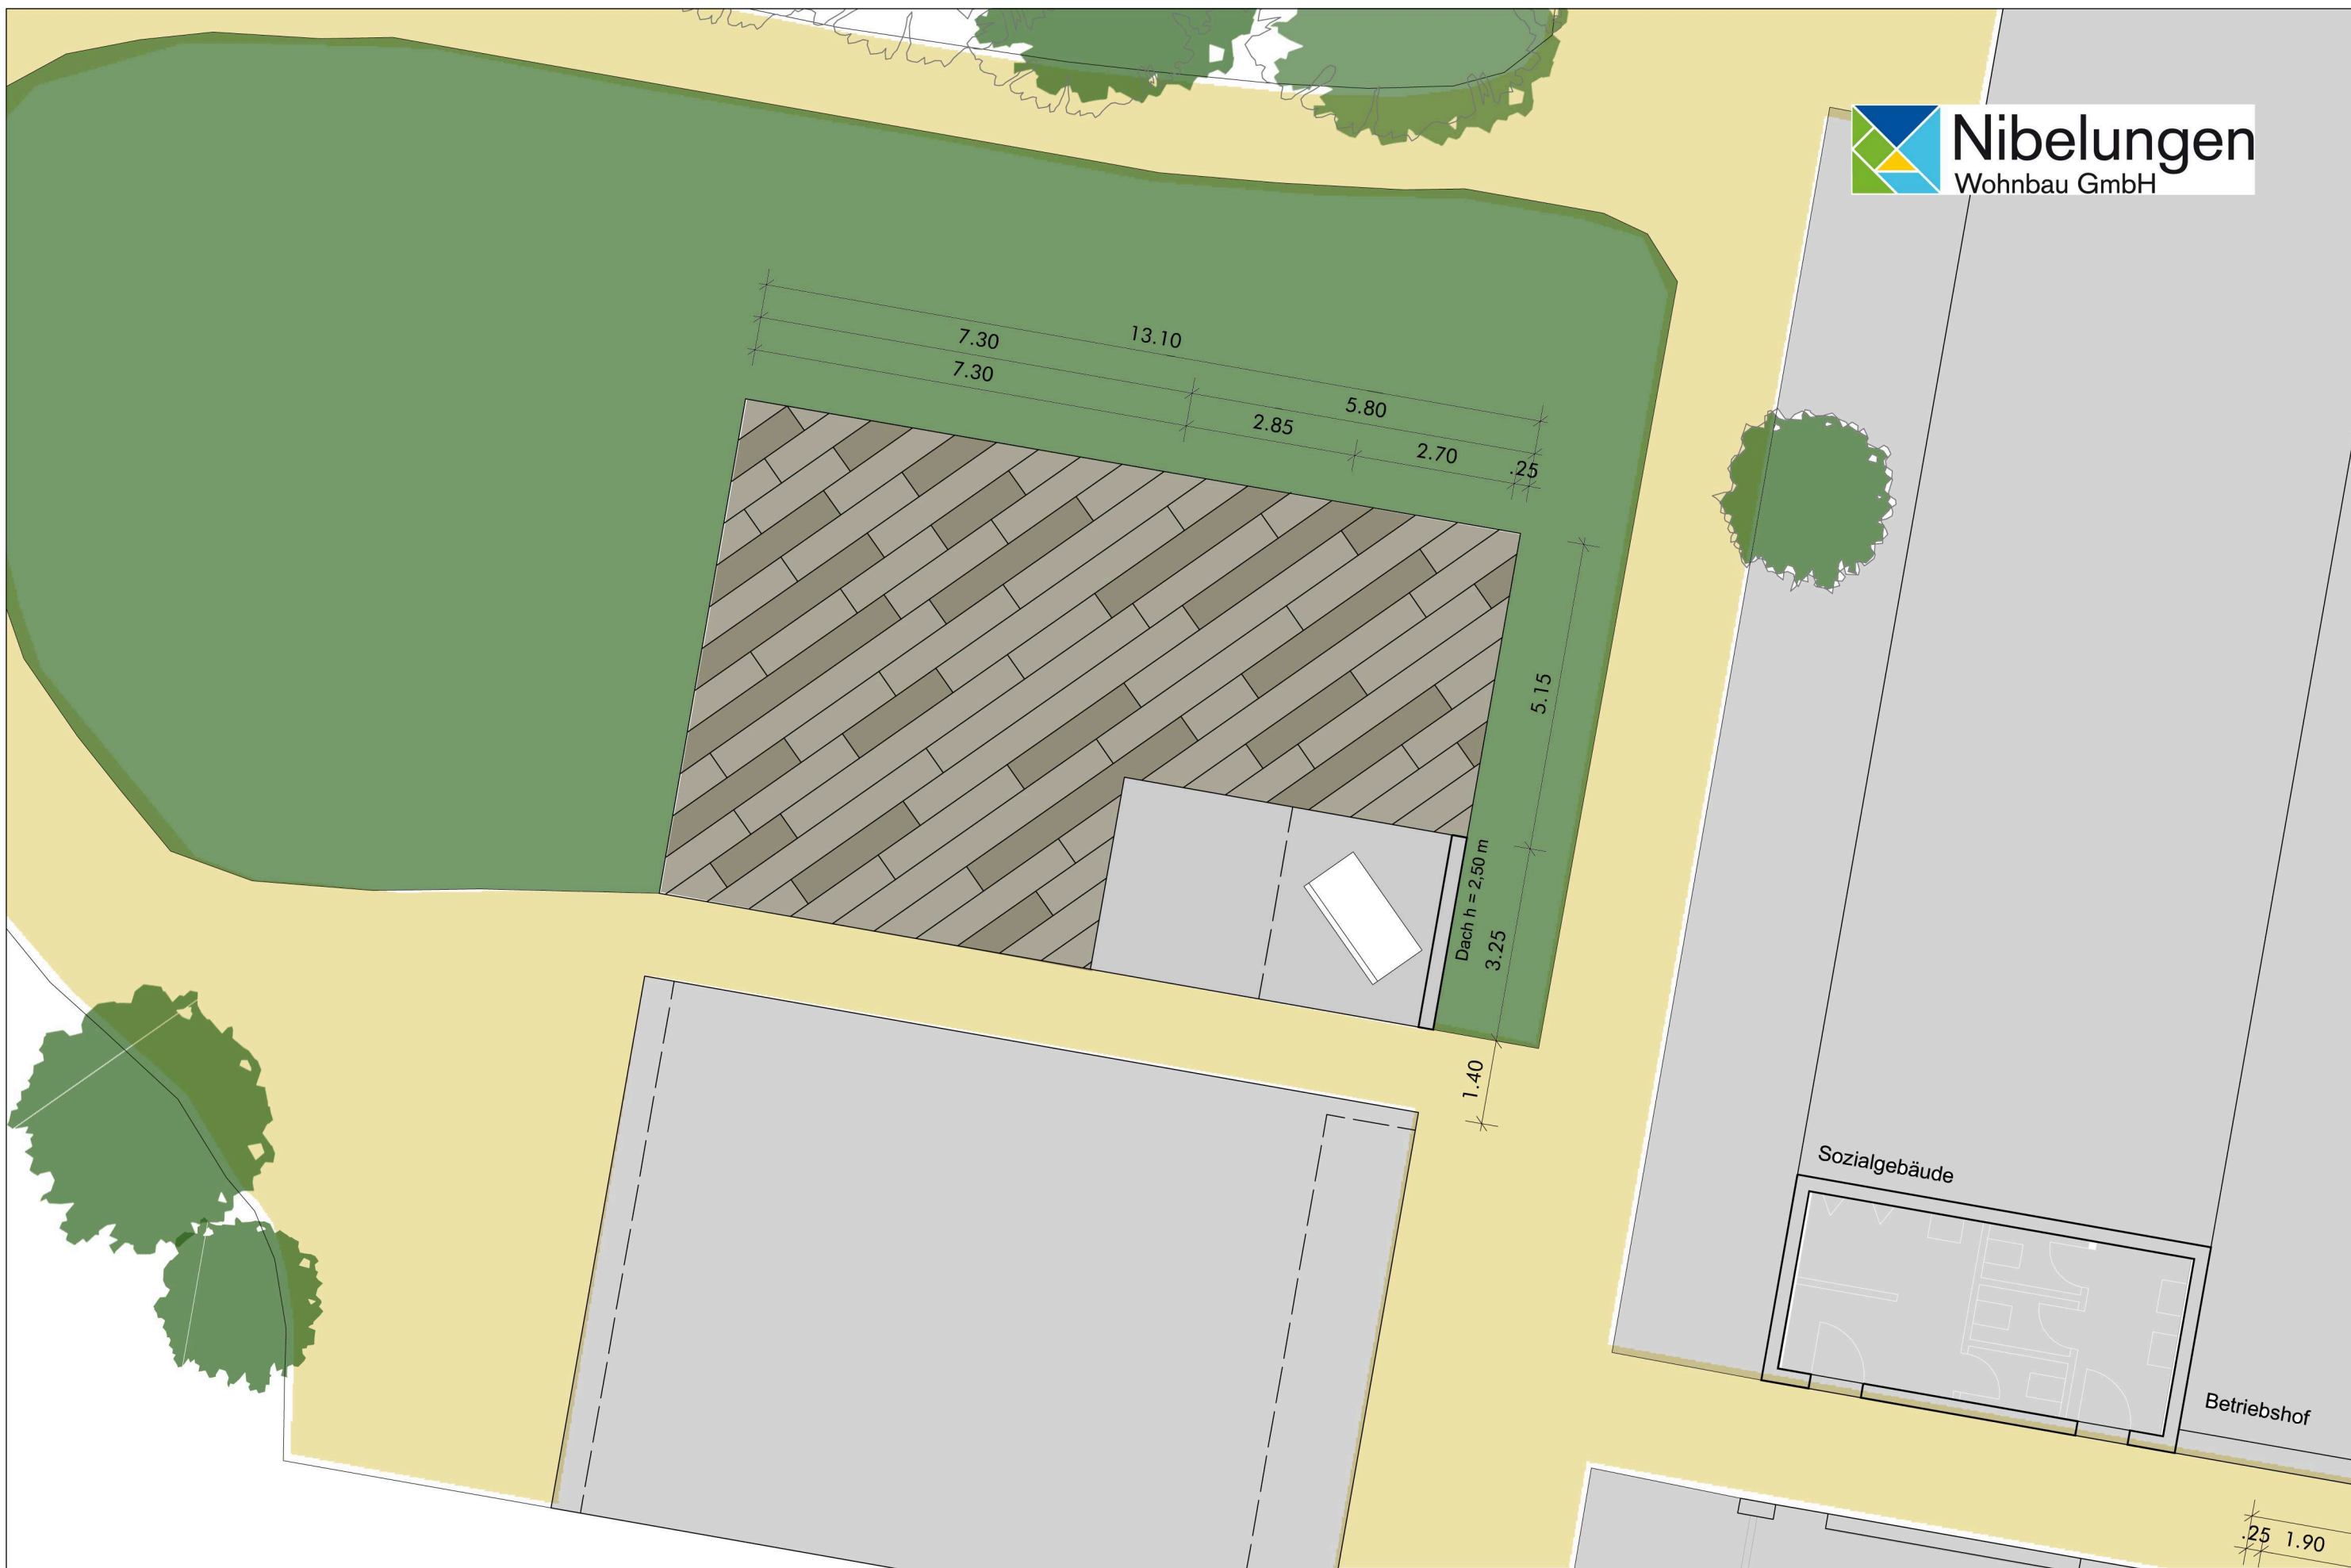 Nibelungen
Wohnbau GmbH
13.10
7.30
7.30
5.80
2.85
2.70
.25
5.15
Dach h = 2,50 m
3.25
1.40
Sozialgebäude
Betriebshof
.25 1.90